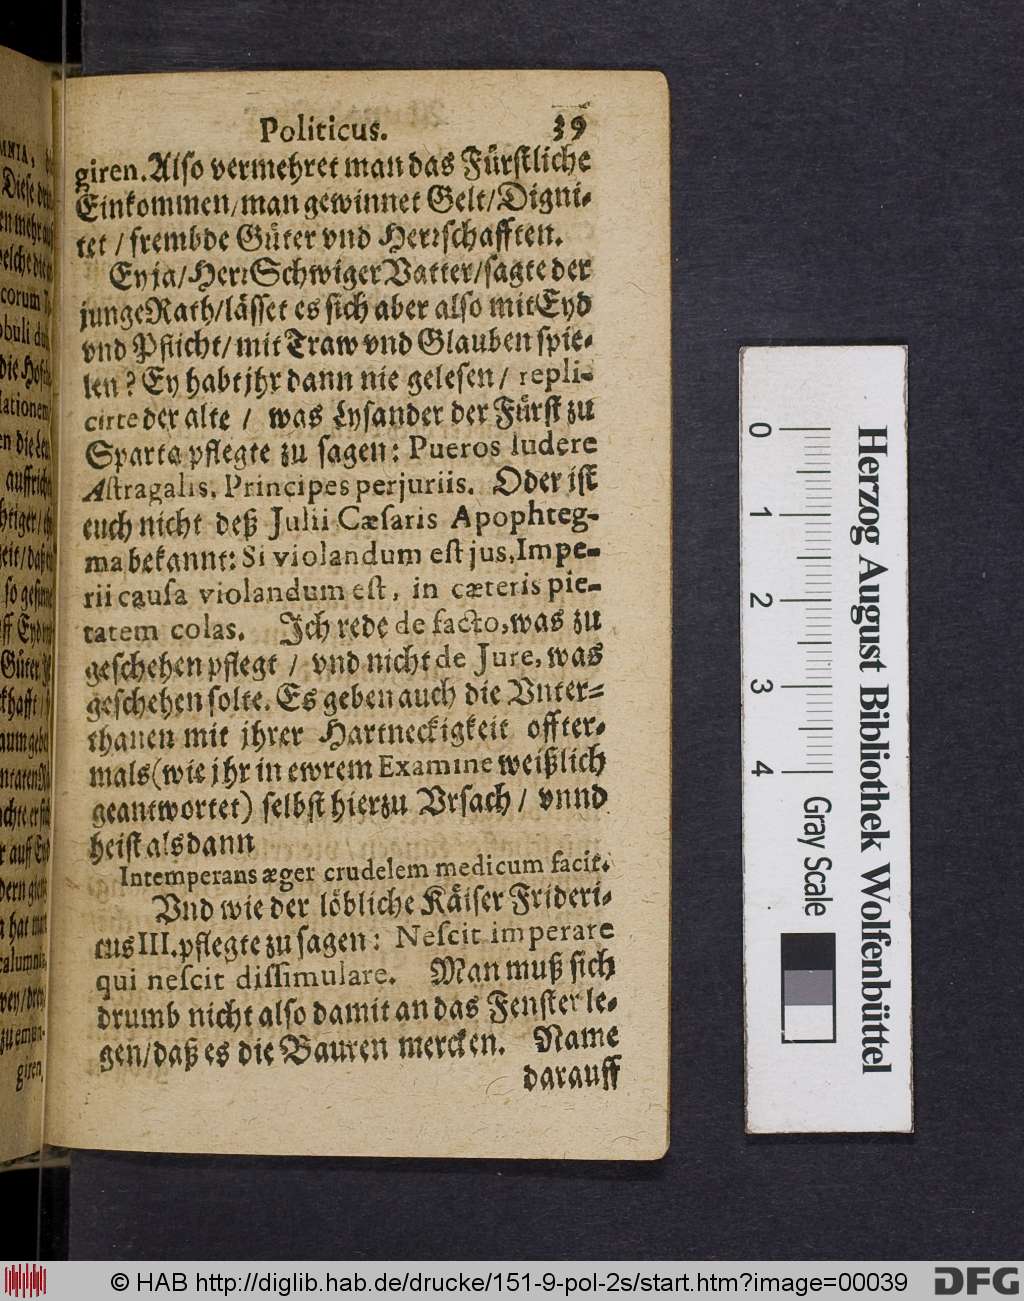 Politicus. 39
giren. Also vermehret man das Fürstliche
Einkommen/ man gewinnet Gelt/ Digni-
tet / frembde Güter vnd Herrschafften.
Ey ja/ Herr Schwiger Vatter/ sagte der
junge Rath/ lässet es sich aber also mit Eyd
vnd Pflicht/ mit Traw vnd Glauben spie-
len? Ey habt jhr dann nie gelesen/ repli-
cirte der alte / was Lysander der Fürst zu
Sparta pflegte zu sagen: Pueros ludere
Astragalis, Principes perjuriis. Oder ist
euch nicht deß Julii Cæsaris Apophteg-
ma bekannt: Si violandum est jus, Impe-
rii causa violandum est, in cæteris pie-
tatem colas. Ich rede de facto, was zu
geschehen pflegt / vnd nicht de Jure, was
geschehen solte. Es geben auch die Vnter-
thanen mit jhrer Hartneckigkeit offter-
mals (wie jhr in ewrem Examine weißlich
geantwortet) selbst hierzu Vrsach / vnnd
heist alsdann
Intemperans æger crudelem medicum facit.
Vnd wie der löbliche Käiser Frideri-
cus III. pflegte zu sagen: Nescit imperare
qui nescit dissimulare. Man muß sich
drumb nicht also damit an das Fenster le-
gen/ daß es die Bauren mercken. Name
darauff
Herzog August Bibliothek Wolfenbüttel
0 1 2 3 4 Gray Scale
© HAB http://diglib.hab.de/drucke/151-9-pol-2s/start.htm?image=00039 DFG